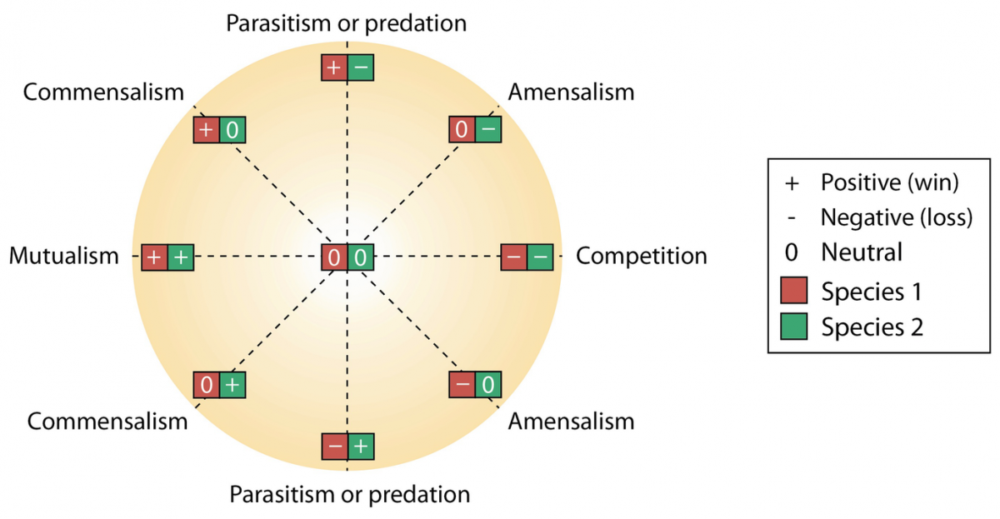 Parasitism or predation
+ −
Commensalism
Amensalism
+ 0
0 −
Mutualism
+ +
0 0
− −
Competition
0 +
− 0
Commensalism
Amensalism
− +
Parasitism or predation
+ Positive (win)
- Negative (loss)
0 Neutral
Species 1
Species 2